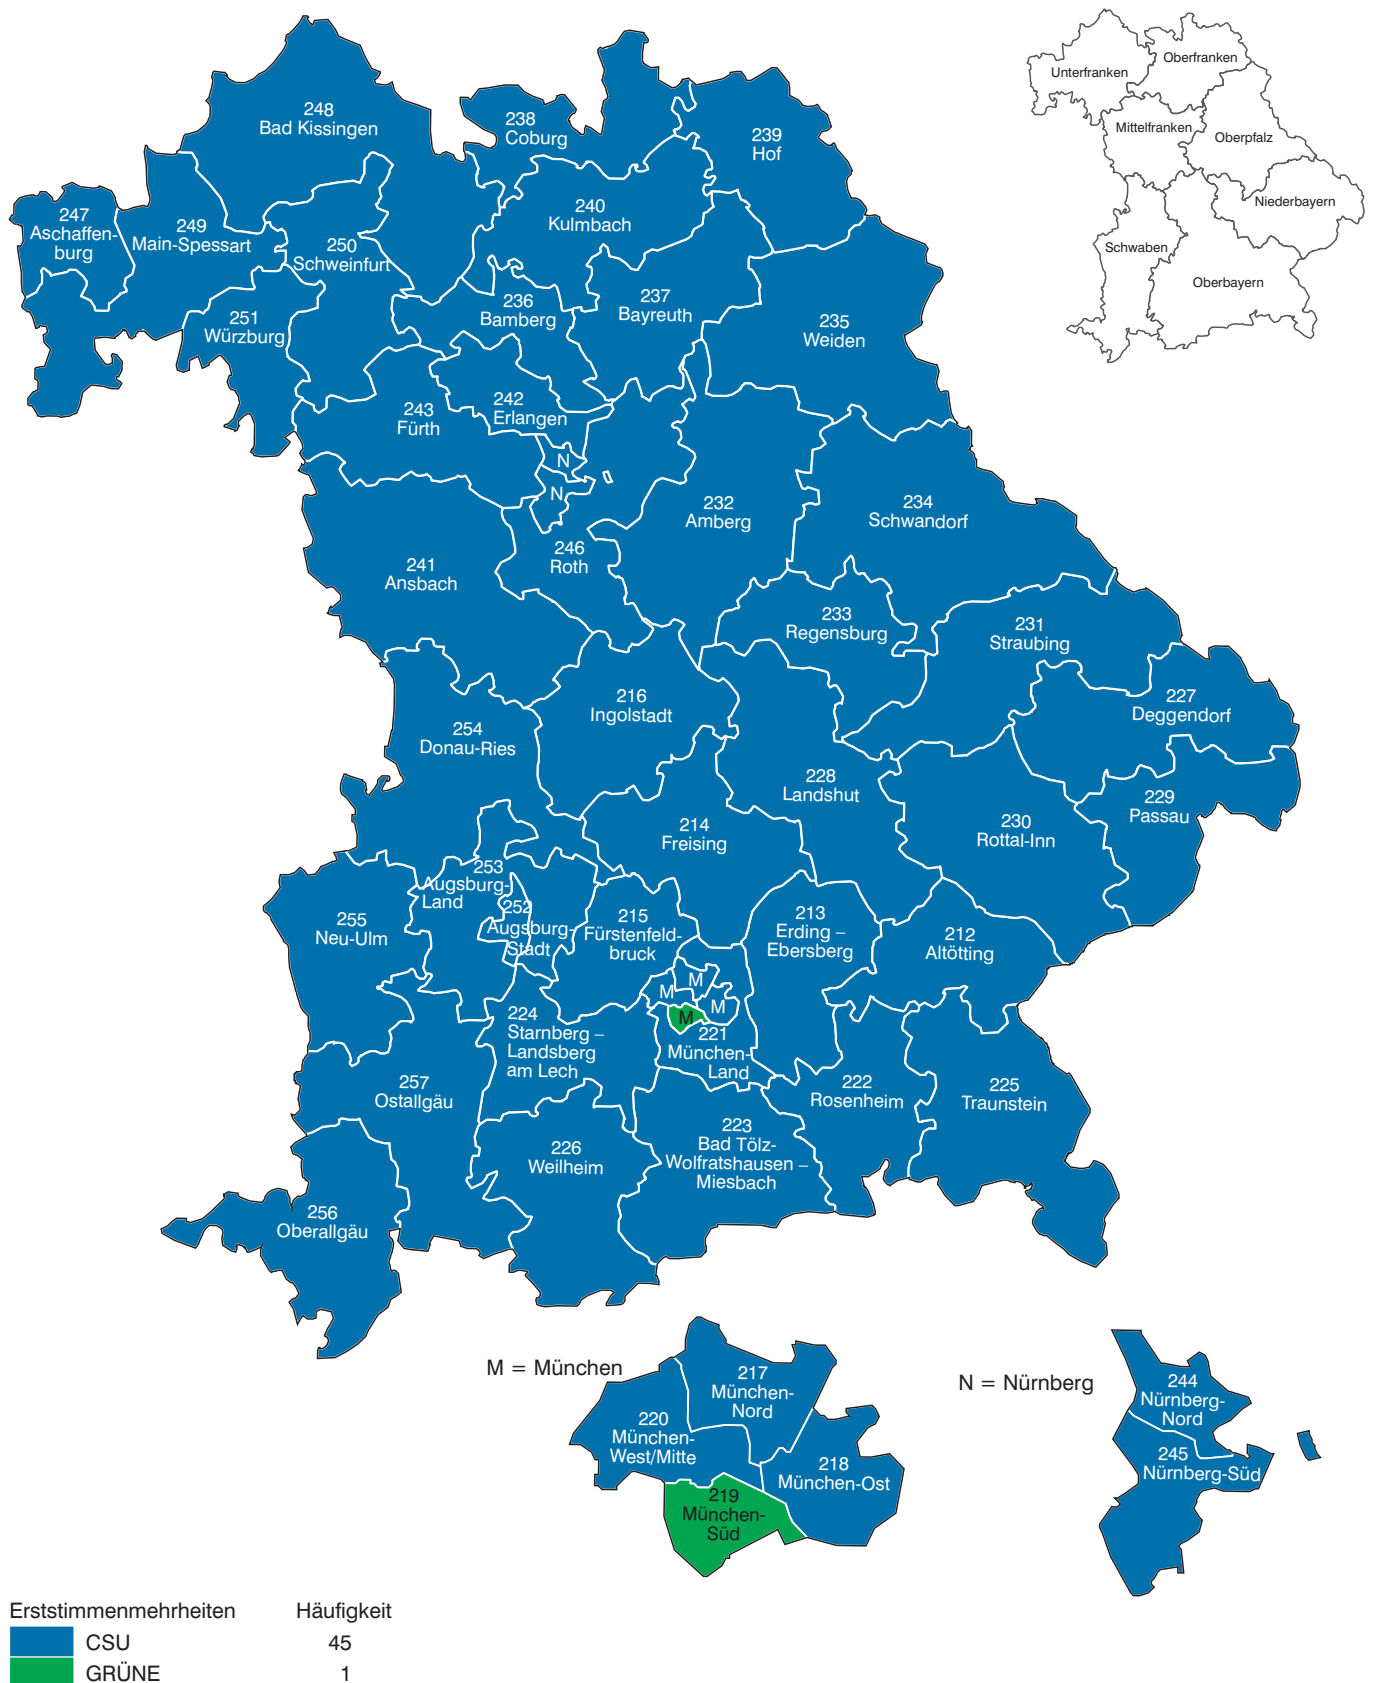 Unterfranken
Oberfranken
Mittelfranken
Oberpfalz
Niederbayern
Schwaben
Oberbayern
248
Bad Kissingen
238
Coburg
239
Hof
247
Aschaffen-
burg
249
Main-Spessart
240
Kulmbach
250
Schweinfurt
251
Würzburg
236
Bamberg
237
Bayreuth
235
Weiden
243
Fürth
242
Erlangen
N
N
232
Amberg
234
Schwandorf
241
Ansbach
246
Roth
233
Regensburg
231
Straubing
216
Ingolstadt
227
Deggendorf
254
Donau-Ries
228
Landshut
229
Passau
214
Freising
230
Rottal-Inn
253
Augsburg-
Land
252
Augsburg-
Stadt
255
Neu-Ulm
215
Fürstenfeld-
bruck
213
Erding –
Ebersberg
212
Altötting
M
M
M
M
224
Starnberg –
Landsberg
am Lech
221
München-
Land
257
Ostallgäu
222
Rosenheim
225
Traunstein
223
Bad Tölz-
Wolfratshausen –
Miesbach
226
Weilheim
256
Oberallgäu
M = München
217
München-
Nord
220
München-
West/Mitte
218
München-Ost
219
München-
Süd
N = Nürnberg
244
Nürnberg-
Nord
245
Nürnberg-Süd
Erststimmenmehrheiten Häufigkeit
CSU 45
GRÜNE 1